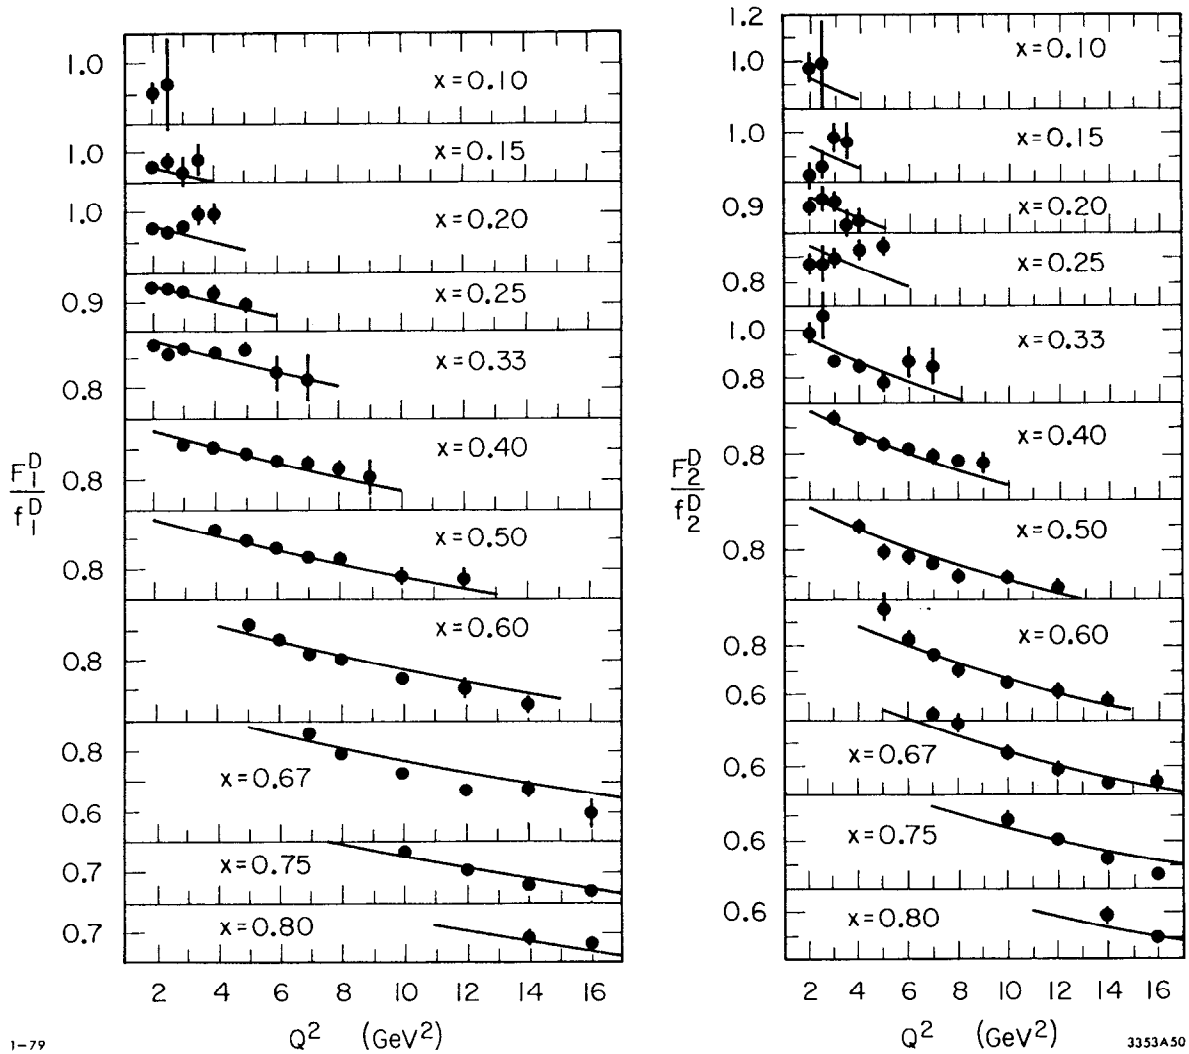 1.0
x=0.10
1.0
x=0.15
1.0
x=0.20
0.9
x=0.25
x=0.33
0.8
x=0.40
F₁ᴰ
f₁ᴰ
0.8
x=0.50
0.8
x=0.60
0.8
0.8
x=0.67
0.6
0.7
x=0.75
0.7
x=0.80
2 4 6 8 10 12 14 16
Q² (GeV²)
1-79
1.2
1.0
x=0.10
1.0
x=0.15
0.9
x=0.20
x=0.25
0.8
1.0
x=0.33
0.8
x=0.40
0.8
F₂ᴰ
f₂ᴰ
x=0.50
0.8
x=0.60
0.8
0.6
x=0.67
0.6
x=0.75
0.6
0.6
x=0.80
2 4 6 8 10 12 14 16
Q² (GeV²)
3353A50